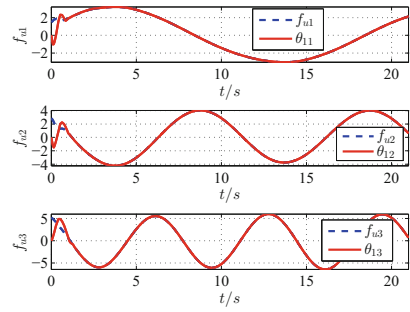 f_{u1}
2
0
−2
f_{u1}
θ_{11}
0 5 10 15 20
t/s
f_{u2}
4
2
0
−2
−4
f_{u2}
θ_{12}
0 5 10 15 20
t/s
f_{u3}
5
0
−5
f_{u3}
θ_{13}
0 5 10 15 20
t/s